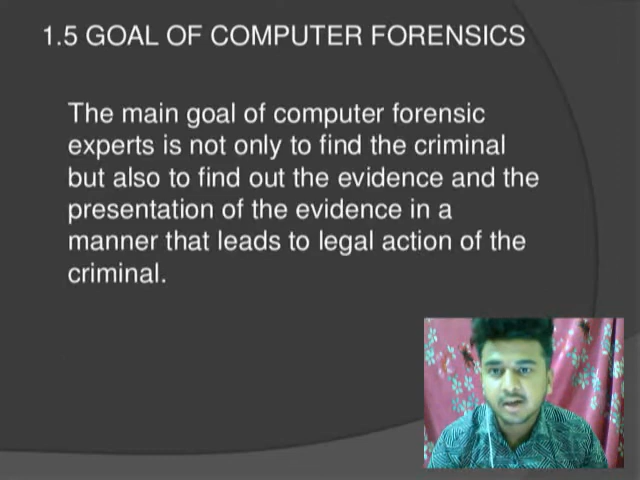 1.5 GOAL OF COMPUTER FORENSICS
The main goal of computer forensic
experts is not only to find the criminal
but also to find out the evidence and the
presentation of the evidence in a
manner that leads to legal action of the
criminal.